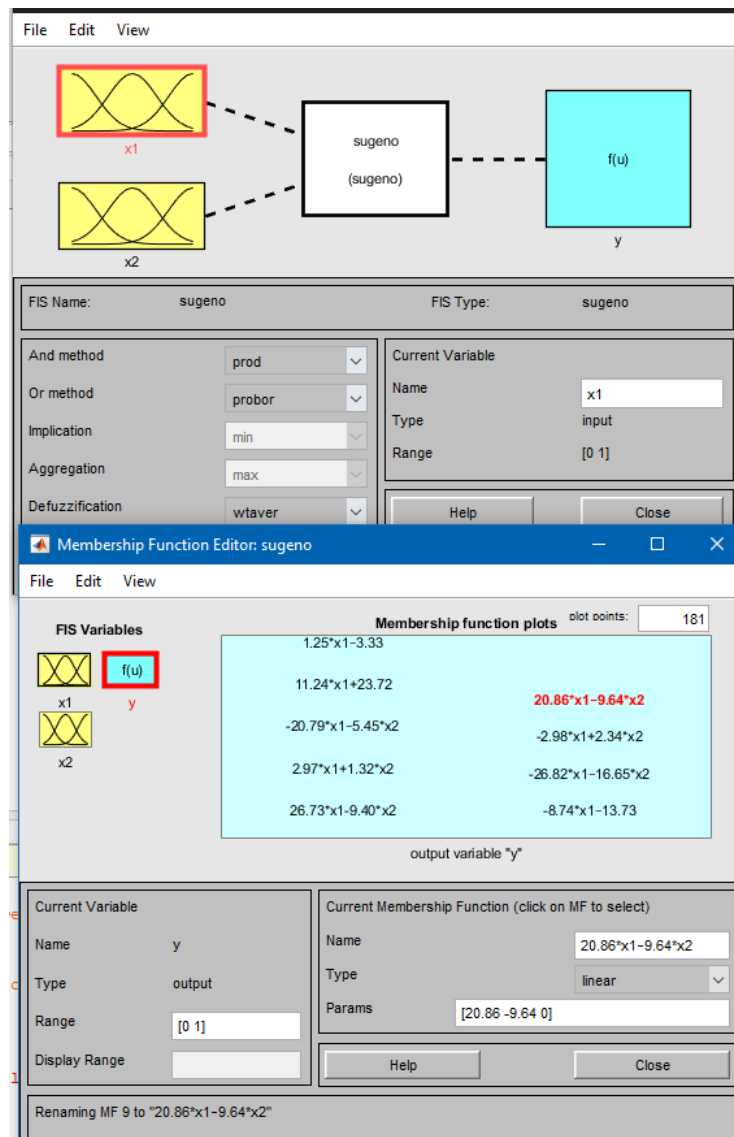 File Edit View
x1
x2
sugeno
(sugeno)
f(u)
y
FIS Name: sugeno FIS Type: sugeno
And method prod
Or method probor
Implication min
Aggregation max
Defuzzification wtaver
Current Variable
Name x1
Type input
Range [0 1]
Help Close
Membership Function Editor: sugeno
File Edit View
FIS Variables
f(u)
x1 y
x2
Membership function plots plot points: 181
1.25*x1-3.33
11.24*x1+23.72
-20.79*x1-5.45*x2
2.97*x1+1.32*x2
26.73*x1-9.40*x2
20.86*x1-9.64*x2
-2.98*x1+2.34*x2
-26.82*x1-16.65*x2
-8.74*x1-13.73
output variable "y"
Current Variable
Name y
Type output
Range [0 1]
Display Range
Current Membership Function (click on MF to select)
Name 20.86*x1-9.64*x2
Type linear
Params [20.86 -9.64 0]
Help Close
Renaming MF 9 to "20.86*x1-9.64*x2"